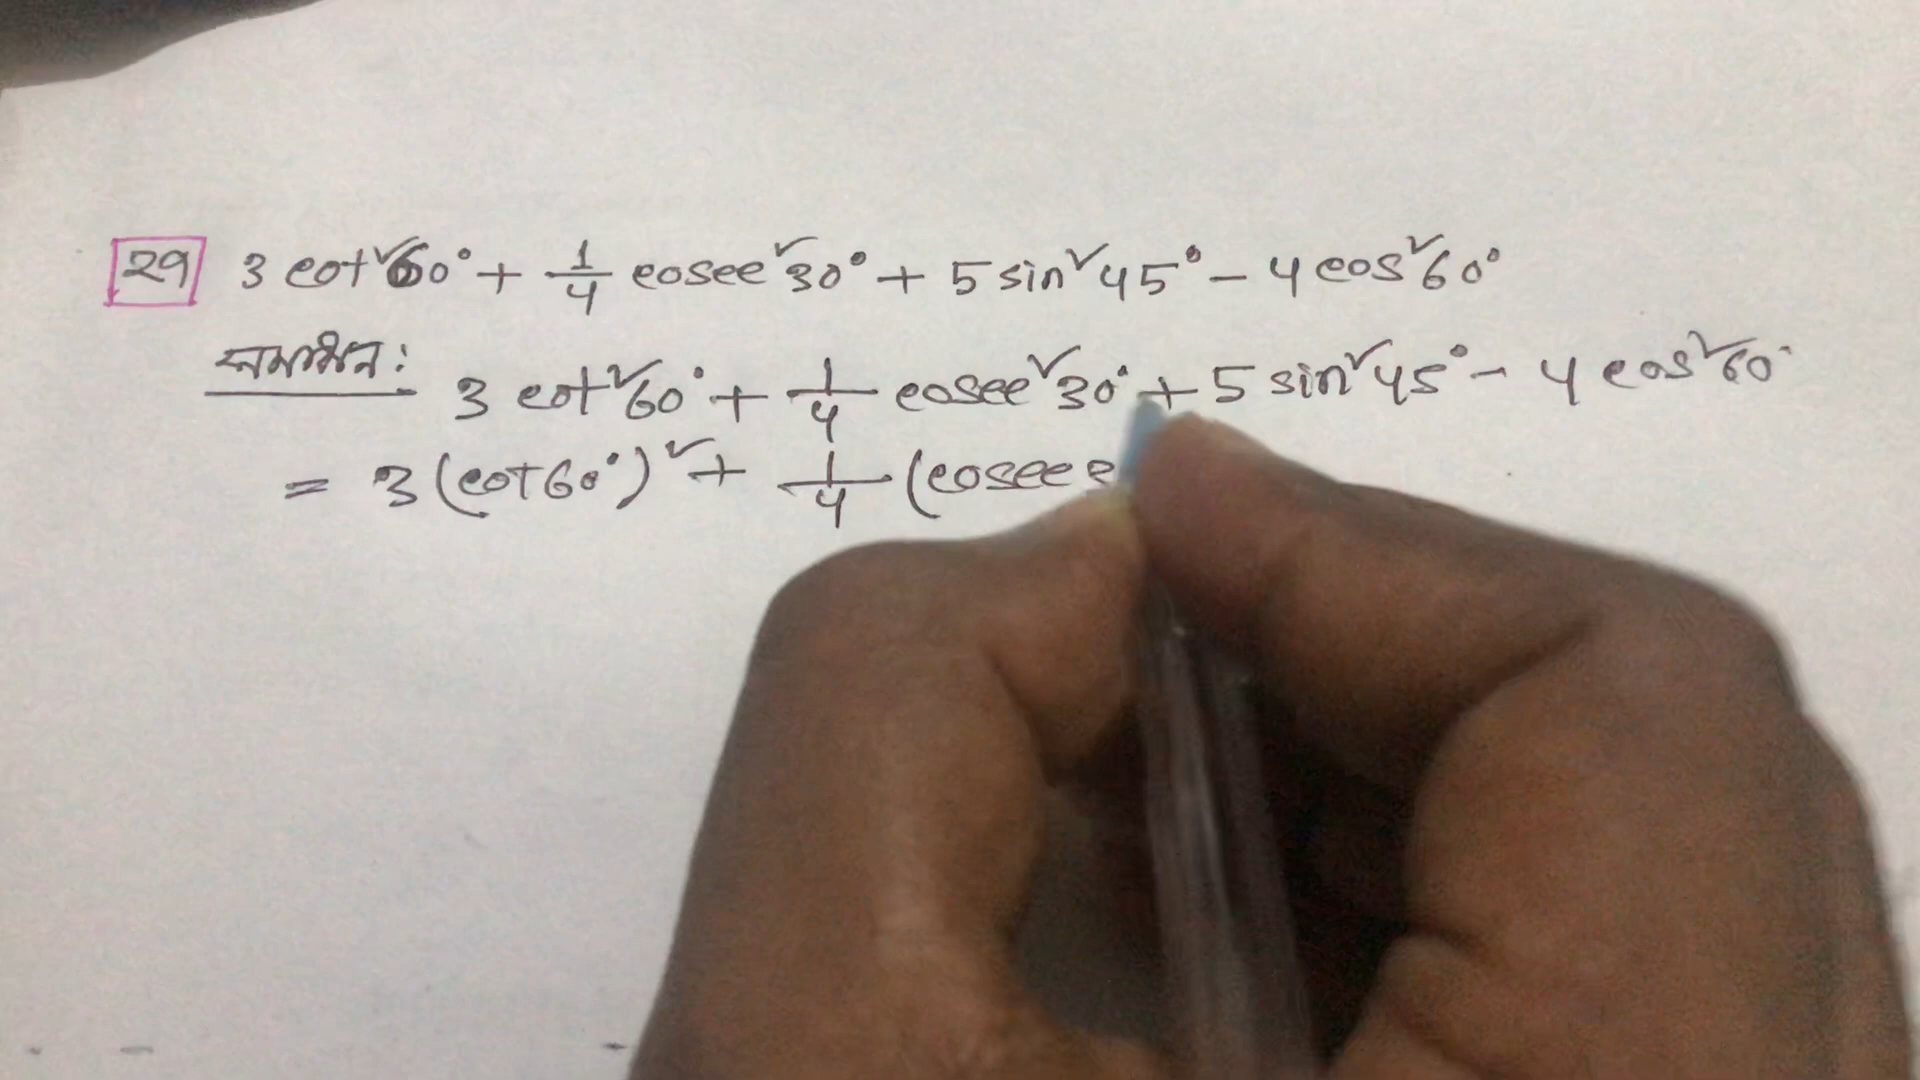 29 3 cot²60° + 1/4 cosec²30° + 5 sin²45° - 4 cos²60°
সমাধান:
3 cot²60° + 1/4 cosec²30° + 5 sin²45° - 4 cos²60°
= 3 (cot60°)² + 1/4 (cosec